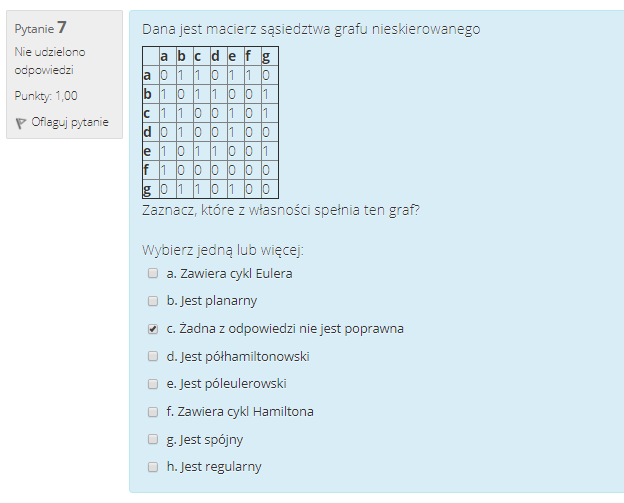 Pytanie 7
Nie udzielono
odpowiedzi
Punkty: 1,00
Oflaguj pytanie
Dana jest macierz sąsiedztwa grafu nieskierowanego
a b c d e f g
a 0 1 1 0 1 1 0
b 1 0 1 1 0 0 1
c 1 1 0 0 1 0 1
d 0 1 0 0 1 0 0
e 1 0 1 1 0 0 1
f 1 0 0 0 0 0 0
g 0 1 1 0 1 0 0
Zaznacz, które z własności spełnia ten graf?
Wybierz jedną lub więcej:
a. Zawiera cykl Eulera
b. Jest planarny
c. Żadna z odpowiedzi nie jest poprawna
d. Jest półhamiltonowski
e. Jest póleulerowski
f. Zawiera cykl Hamiltona
g. Jest spójny
h. Jest regularny